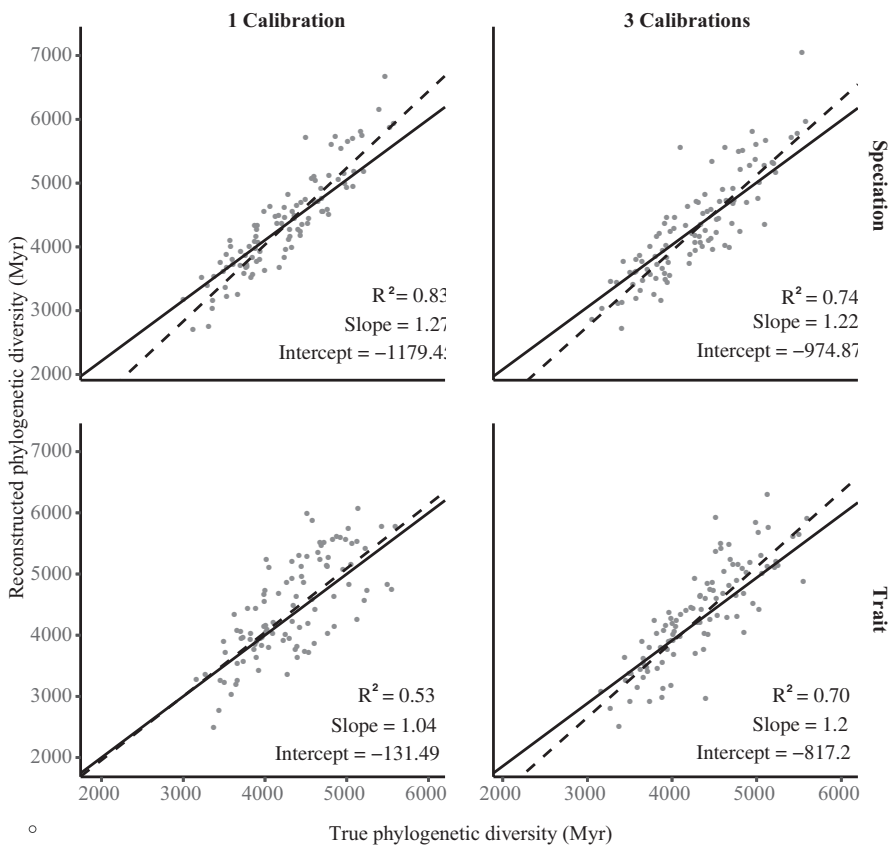 1 Calibration
3 Calibrations
Reconstructed phylogenetic diversity (Myr)
7000
6000
5000
4000
3000
2000
R² = 0.83
Slope = 1.27
Intercept = −1179.4
R² = 0.74
Slope = 1.22
Intercept = −974.87
Speciation
7000
6000
5000
4000
3000
2000
R² = 0.53
Slope = 1.04
Intercept = −131.49
R² = 0.70
Slope = 1.2
Intercept = −817.2
Trait
2000 3000 4000 5000 6000
2000 3000 4000 5000 6000
True phylogenetic diversity (Myr)